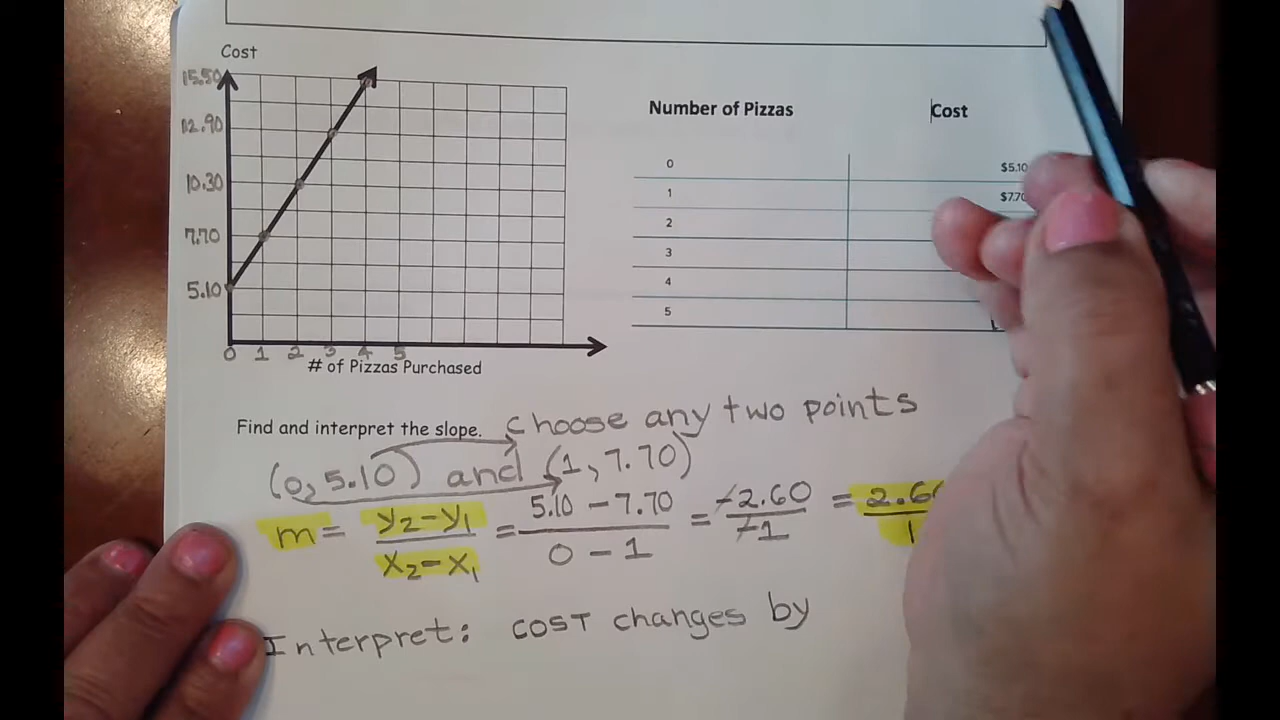 Cost
15.50
12.90
10.30
7.70
5.10
0 1 2 3 4 5
# of Pizzas Purchased
Number of Pizzas Cost
0 $5.10
1 $7.70
2
3
4
5
Find and interpret the slope. choose any two points
(0, 5.10) and (1, 7.70)
m = y₂ - y₁ / x₂ - x₁ = 5.10 - 7.70 / 0 - 1 = -2.60 / -1 = 2.60 / 1
Interpret: cost changes by